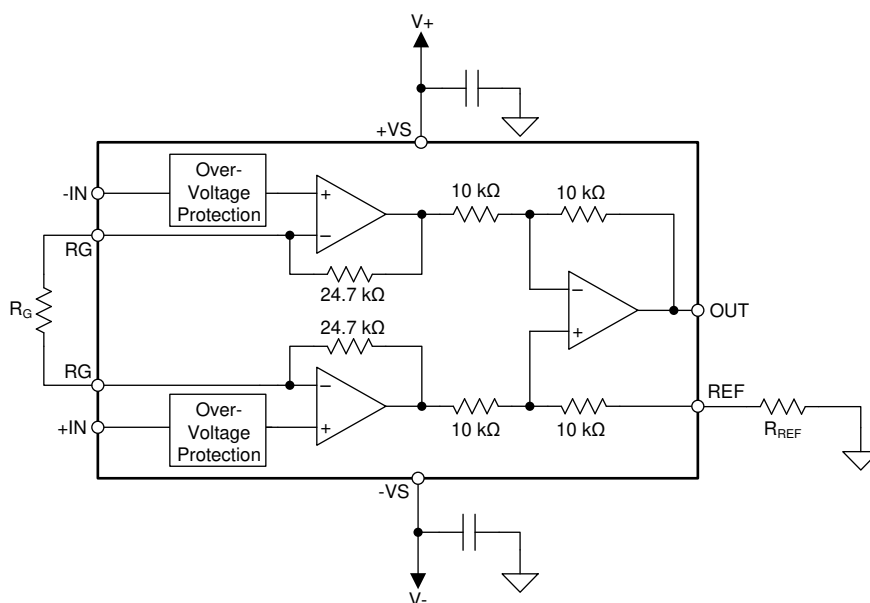 V+
+VS
Over-
Voltage
Protection
-IN
+
−
10 kΩ
10 kΩ
RG
24.7 kΩ
RG
−
+
OUT
24.7 kΩ
RG
REF
−
+
+IN
Over-
Voltage
Protection
10 kΩ
10 kΩ
RREF
-VS
V-